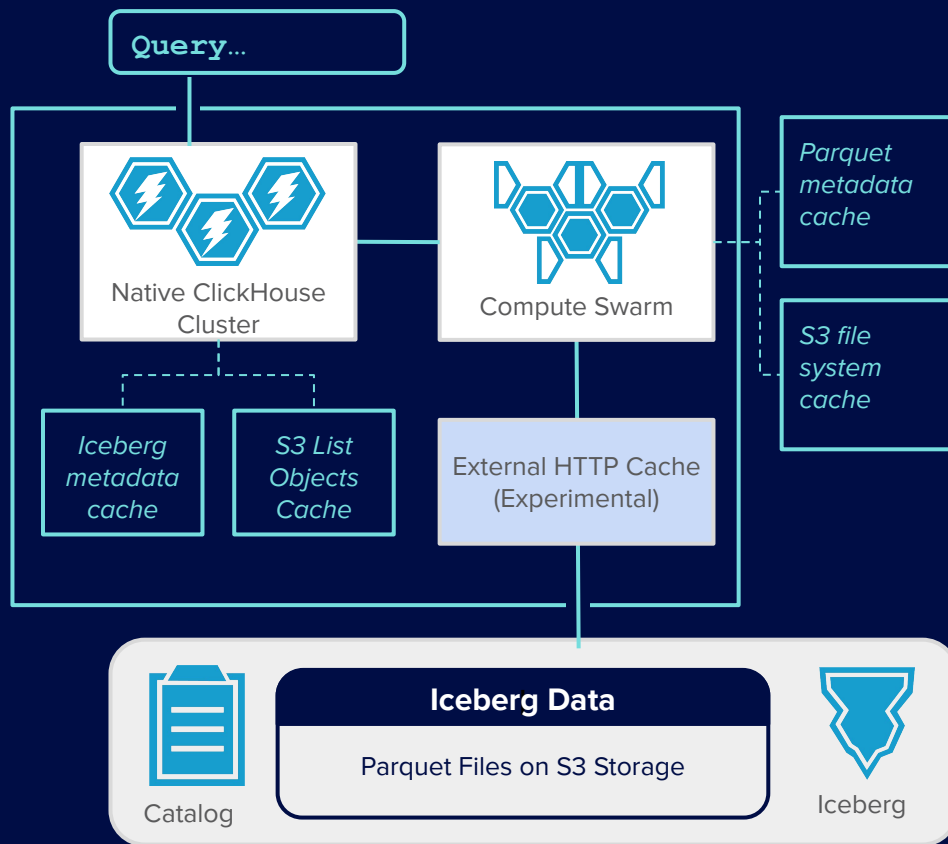 Query...
Native ClickHouse
Cluster
Compute Swarm
Parquet
metadata
cache
S3 file
system
cache
Iceberg
metadata
cache
S3 List
Objects
Cache
External HTTP Cache
(Experimental)
Catalog
Iceberg Data
Parquet Files on S3 Storage
Iceberg